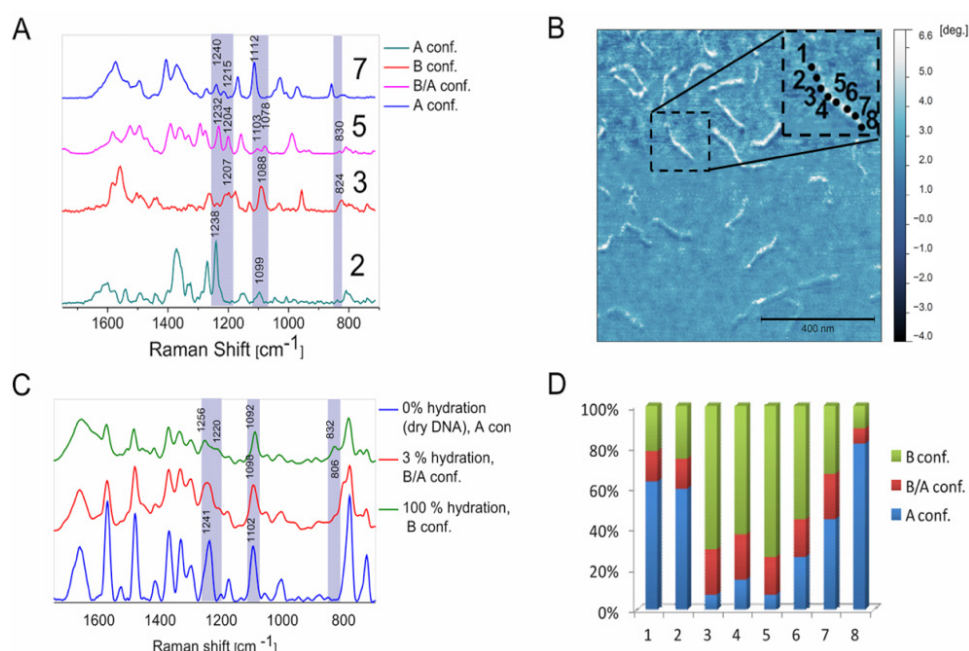 A
7
5
3
2
1240
1215
1112
1232
1204
1103
1078
830
1207
1088
824
1238
1099
A conf.
B conf.
B/A conf.
A conf.
1600 1400 1200 1000 800
Raman Shift [cm-1]
B
1
2
3
4
5
6
7
8
400 nm
6.6 [deg.]
5.0
4.0
3.0
2.0
1.0
0.0
−1.0
−2.0
−3.0
−4.0
C
1256
1220
1092
832
1098
806
1241
1102
0% hydration
(dry DNA), A con
3 % hydration,
B/A conf.
100 % hydration,
B conf.
1600 1400 1200 1000 800
Raman shift [cm -1]
D
100%
80%
60%
40%
20%
0%
1 2 3 4 5 6 7 8
B conf.
B/A conf.
A conf.